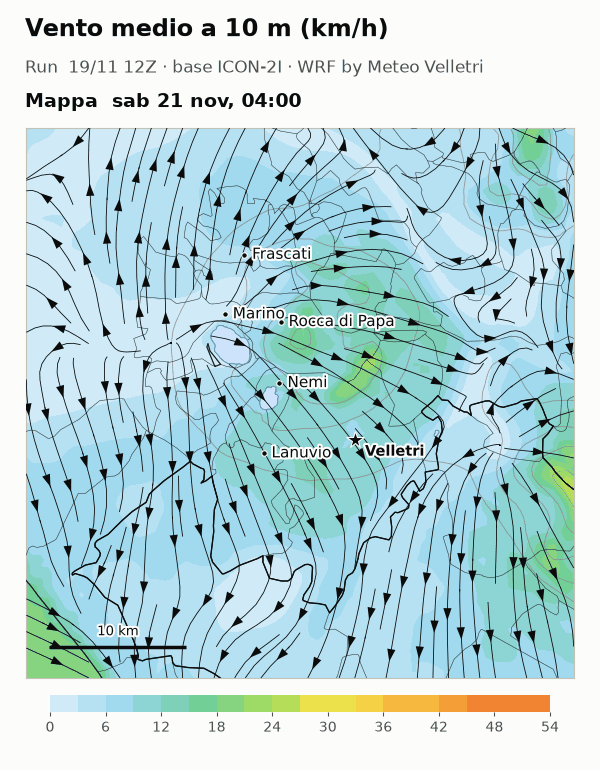 Vento medio a 10 m (km/h)
Run  19/11 12Z · base ICON-2I · WRF by Meteo Velletri
Mappa  sab 21 nov, 04:00
Frascati
Marino
Rocca di Papa
Nemi
Velletri
Lanuvio
10 km
0 6 12 18 24 30 36 42 48 54